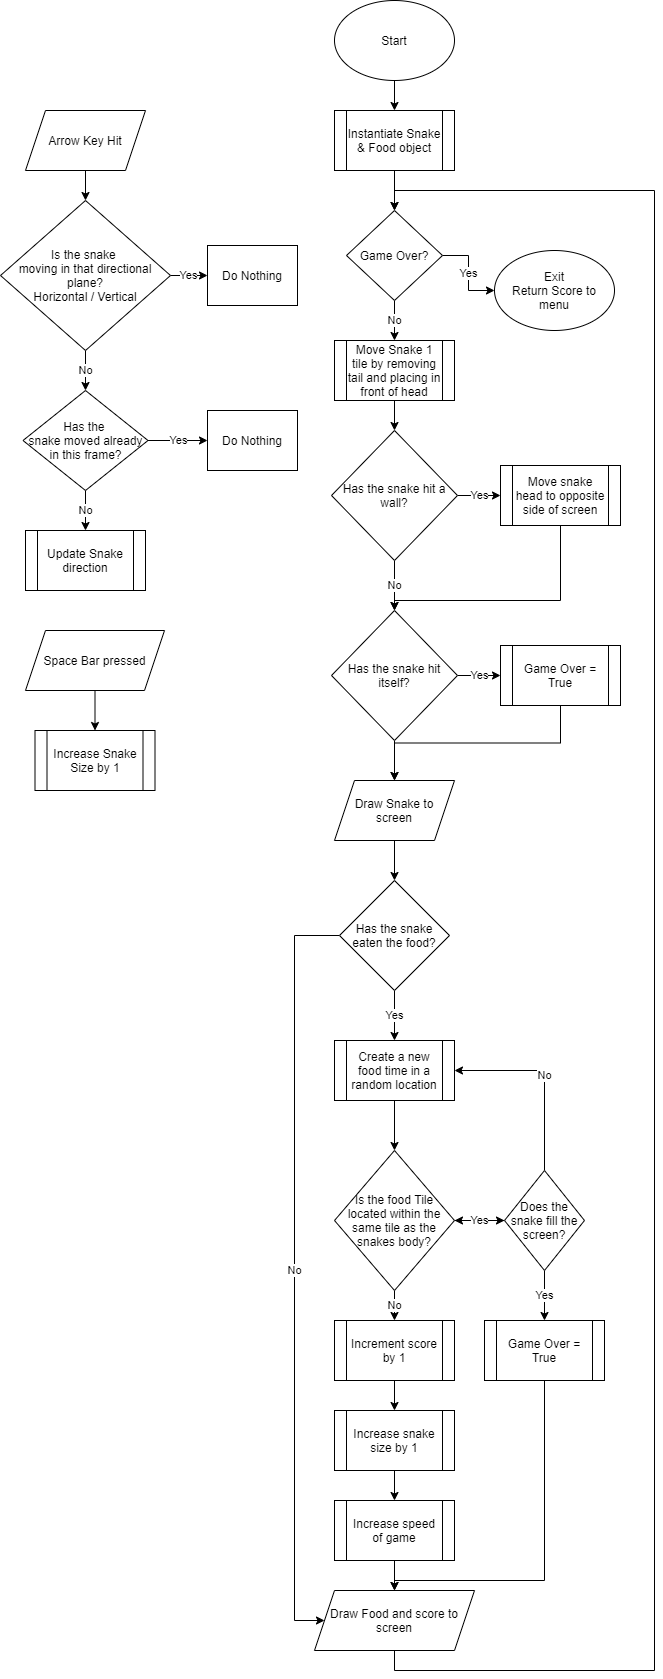 Start
Instantiate Snake
& Food object
Game Over?
Yes
Exit
Return Score to
menu
No
Move Snake 1
tile by removing
tail and placing in
front of head
Has the snake hit a
wall?
Yes
Move snake
head to opposite
side of screen
No
Has the snake hit
itself?
Yes
Game Over =
True
Draw Snake to
screen
Has the snake
eaten the food?
Yes
No
Create a new
food time in a
random location
No
Is the food Tile
located within the
same tile as the
snakes body?
Yes
Does the
snake fill the
screen?
No
Yes
Increment score
by 1
Game Over =
True
Increase snake
size by 1
Increase speed
of game
Draw Food and score to
screen
Arrow Key Hit
Is the snake
moving in that directional
plane?
Horizontal / Vertical
Yes
Do Nothing
No
Has the
snake moved already
in this frame?
Yes
Do Nothing
No
Update Snake
direction
Space Bar pressed
Increase Snake
Size by 1